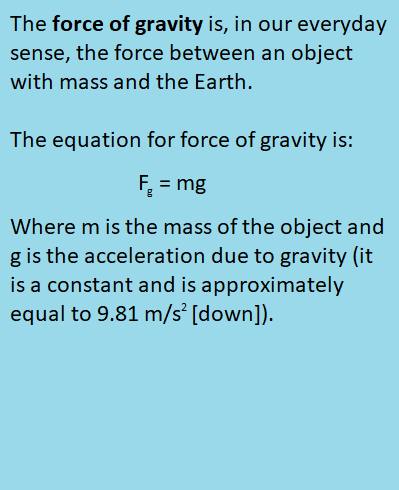 The force of gravity is, in our everyday
sense, the force between an object
with mass and the Earth.
The equation for force of gravity is:
F_g = mg
Where m is the mass of the object and
g is the acceleration due to gravity (it
is a constant and is approximately
equal to 9.81 m/s² [down]).